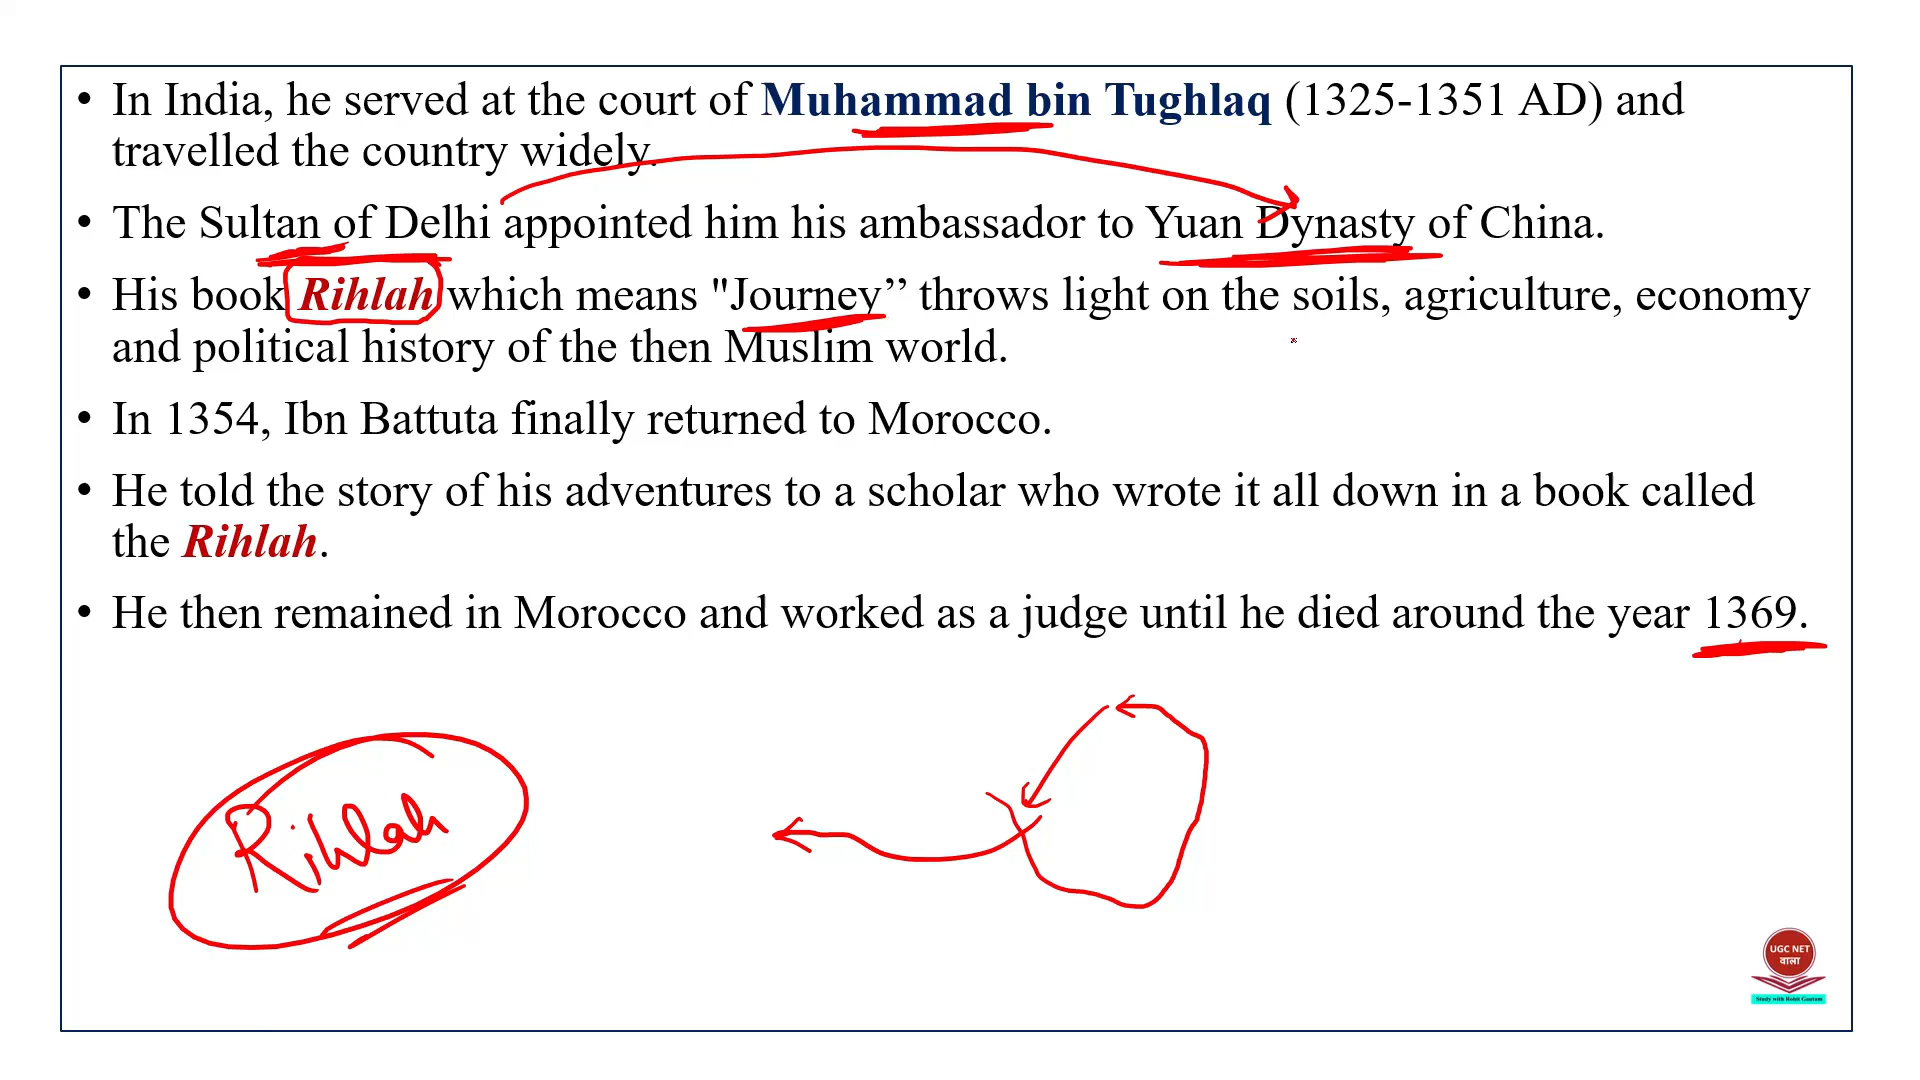 • In India, he served at the court of Muhammad bin Tughlaq (1325-1351 AD) and
travelled the country widely.
• The Sultan of Delhi appointed him his ambassador to Yuan Dynasty of China.
• His book Rihlah which means "Journey” throws light on the soils, agriculture, economy
and political history of the then Muslim world.
• In 1354, Ibn Battuta finally returned to Morocco.
• He told the story of his adventures to a scholar who wrote it all down in a book called
the Rihlah.
• He then remained in Morocco and worked as a judge until he died around the year 1369.
Rihlah
UGC NET
वाला
Study with Rohit Gautam